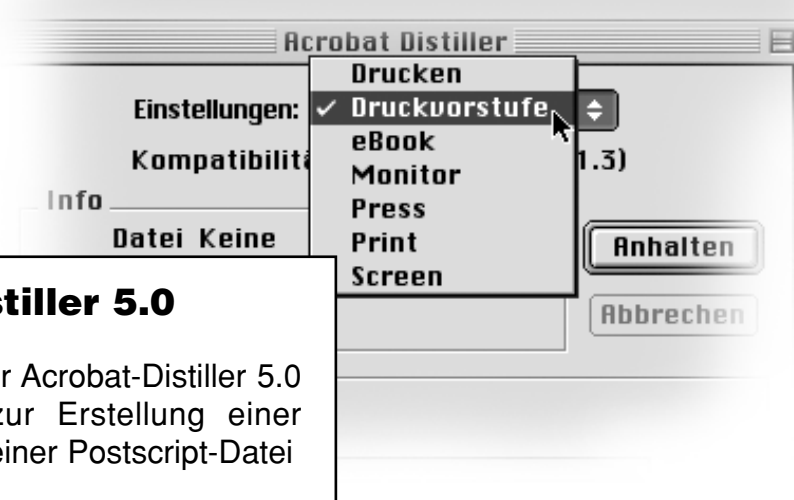 Acrobat Distiller
Drucken
Einstellungen: ✓ Druckvorstufe
eBook
Kompatibilitä 1.3)
Monitor
Info
Press
Datei Keine
Print
Anhalten
Screen
Abbrechen
stiller 5.0
r Acrobat-Distiller 5.0
zur Erstellung einer
einer Postscript-Datei